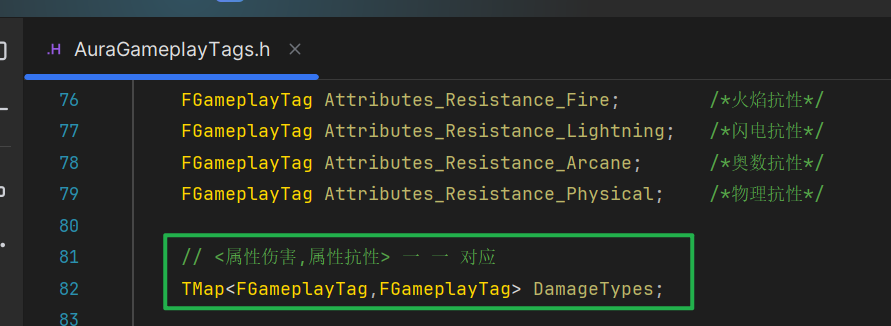 .H AuraGameplayTags.h ×
76 FGameplayTag Attributes_Resistance_Fire; /*火焰抗性*/
77 FGameplayTag Attributes_Resistance_Lightning; /*闪电抗性*/
78 FGameplayTag Attributes_Resistance_Arcane; /*奥数抗性*/
79 FGameplayTag Attributes_Resistance_Physical; /*物理抗性*/
80
81 // <属性伤害,属性抗性> 一 一 对应
82 TMap<FGameplayTag,FGameplayTag> DamageTypes;
83